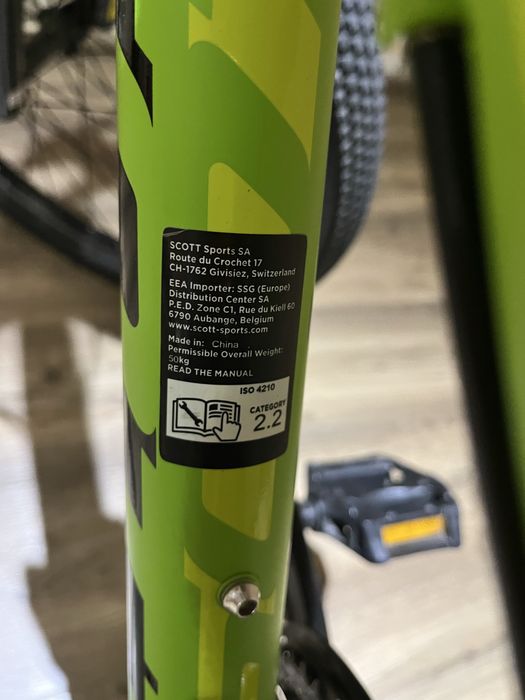 SCOTT Sports SA
Route du Crochet 17
CH-1762 Givisiez, Switzerland
EEA Importer: SSG (Europe)
Distribution Center SA
P.E.D. Zone C1, Rue du Kiell 60
6790 Aubange, Belgium
www.scott-sports.com
Made in: China
Permissible Overall Weight:
50kg
READ THE MANUAL
ISO 4210
CATEGORY
2.2